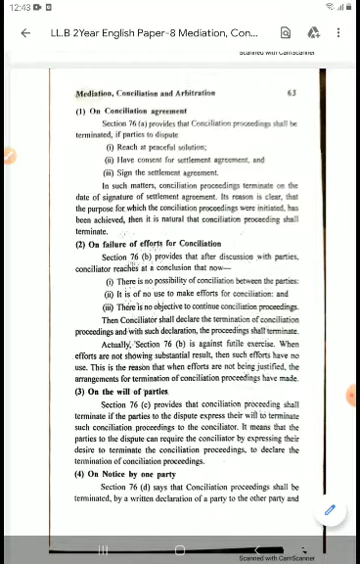 12:43
LL.B 2Year English Paper-8 Mediation, Con...
Scanned with CamScanner
Mediation, Conciliation and Arbitration 63
(1) On Conciliation agreement
Section 76 (a) provides that Conciliation proceedings shall be
terminated, if parties to dispute
(i) Reach at peaceful solution;
(ii) Have consent for settlement agreement, and
(iii) Sign the settlement agreement.
In such matters, conciliation proceedings terminate on the
date of signature of settlement agreement. Its reason is clear, that
the purpose for which the conciliation proceedings were initiated, has
been achieved, then it is natural that conciliation proceeding shall
terminate.
(2) On failure of efforts for Conciliation
Section 76 (b) provides that after discussion with parties,
conciliator reaches at a conclusion that now—
(i) There is no possibility of conciliation between the parties:
(ii) It is of no use to make efforts for conciliation: and
(iii) There is no objective to continue conciliation proceedings.
Then Conciliator shall declare the termination of conciliation
proceedings and with such declaration, the proceedings shall terminate.
Actually, Section 76 (b) is against futile exercise. When
efforts are not showing substantial result, then such efforts have no
use. This is the reason that when efforts are not being justified, the
arrangements for termination of conciliation proceedings have made.
(3) On the will of parties
Section 76 (c) provides that conciliation proceeding shall
terminate if the parties to the dispute express their will to terminate
such conciliation proceedings to the conciliator. It means that the
parties to the dispute can require the conciliator by expressing their
desire to terminate the conciliation proceedings, to declare the
termination of conciliation proceedings.
(4) On Notice by one party
Section 76 (d) says that Conciliation proceedings shall be
terminated, by a written declaration of a party to the other party and
Scanned with CamScanner